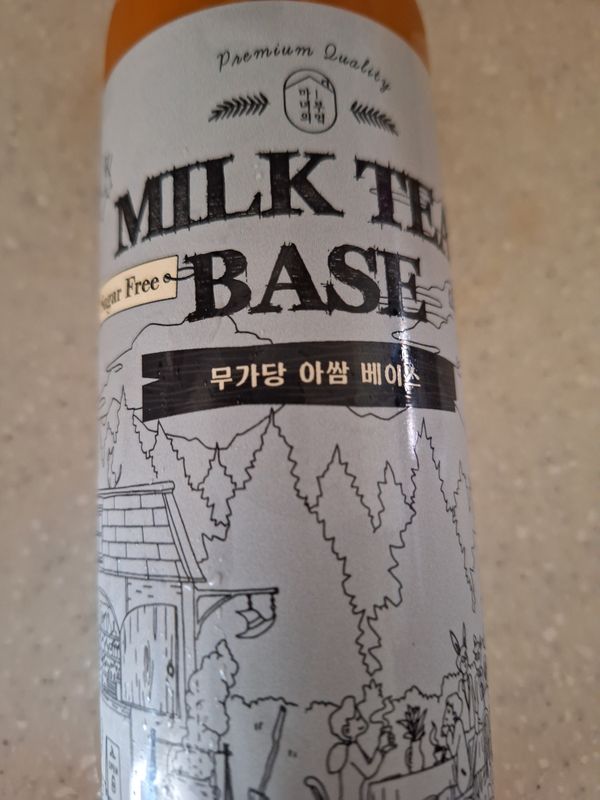 Premium Quality
마녀의
부엌
MILK TEA
BASE
Sugar Free
무가당 아쌈 베이스